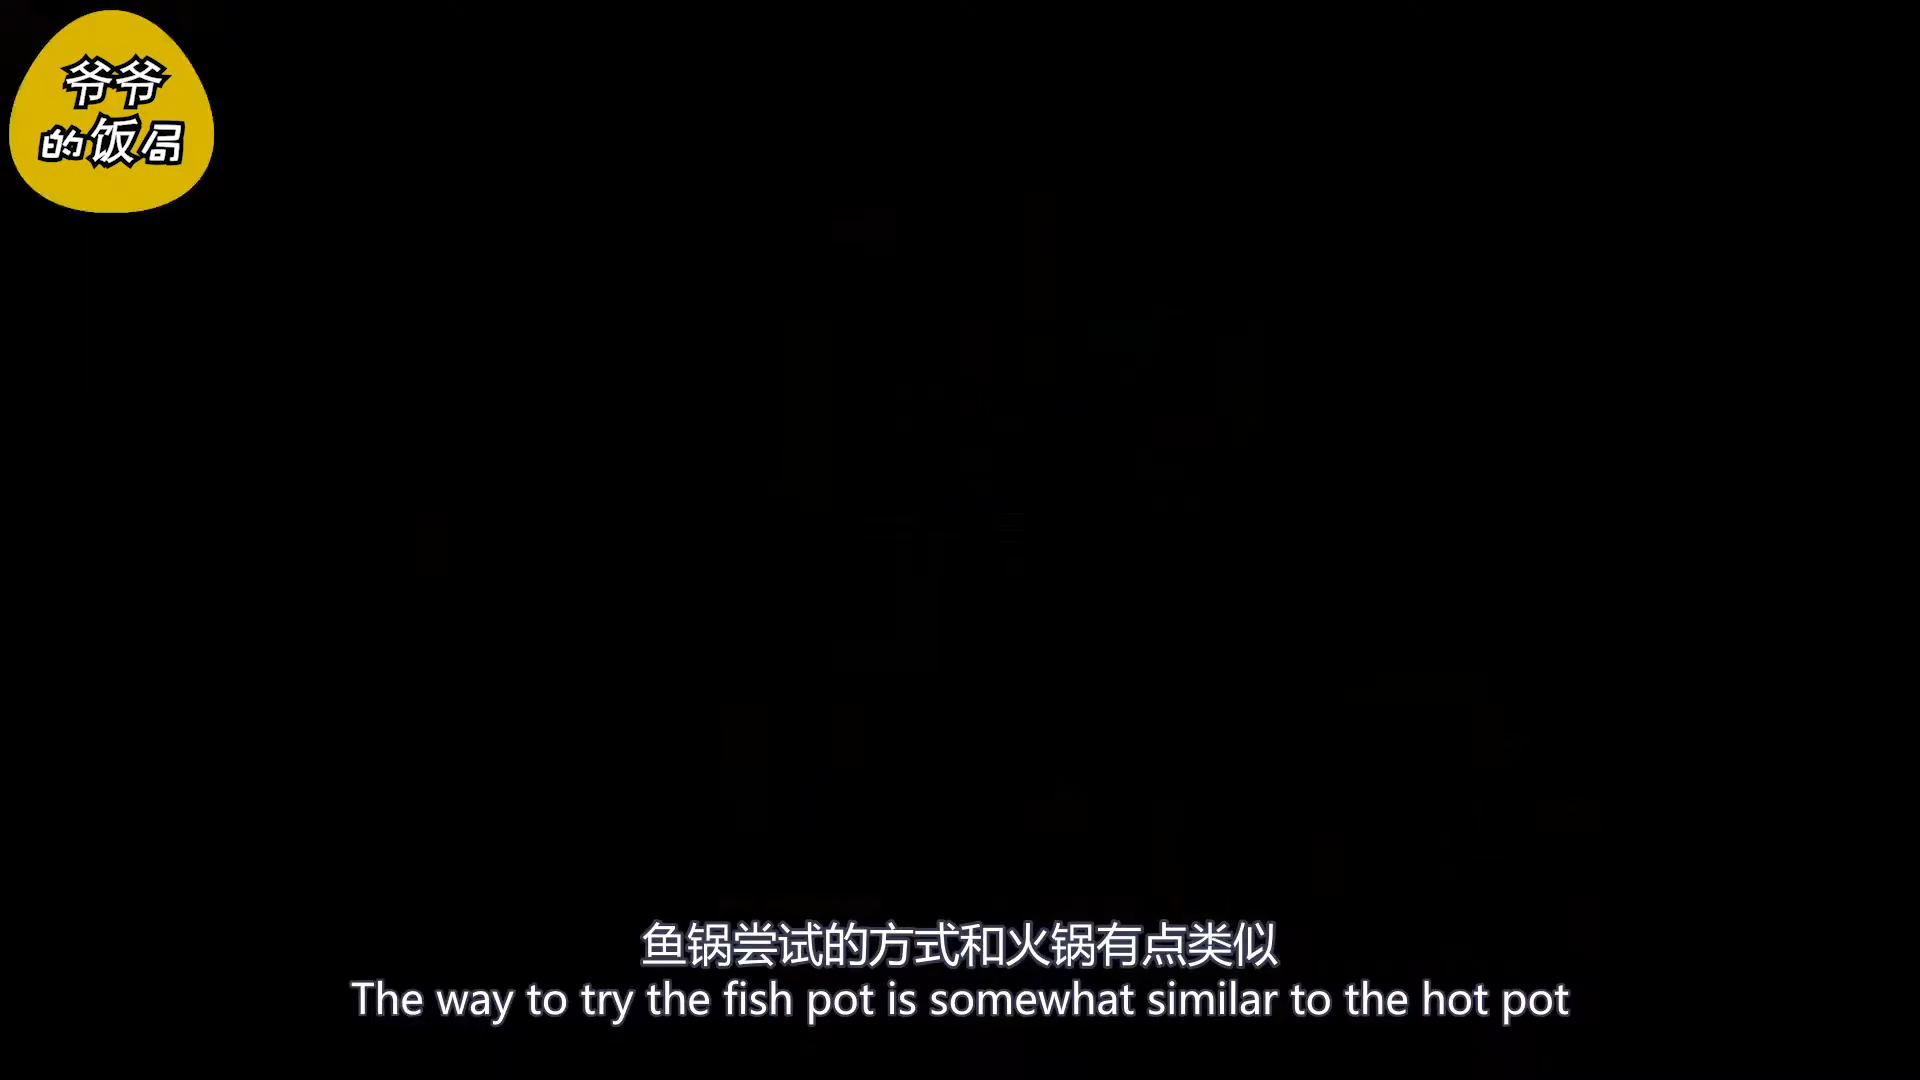 爷爷
的饭局
鱼锅尝试的方式和火锅有点类似
The way to try the fish pot is somewhat similar to the hot pot